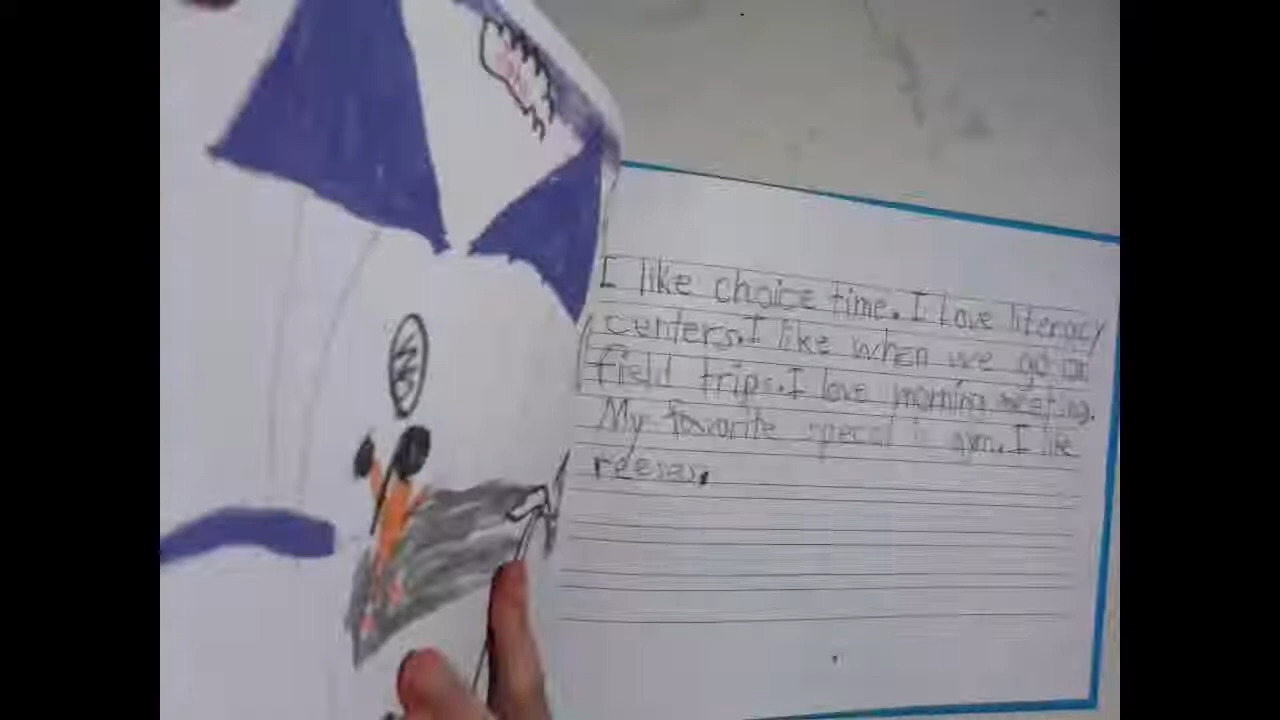 I like choice time. I Love literacy
centers. I like when we go on
field trips. I love morning meeting.
My favorite special is gym. I like
reeses.